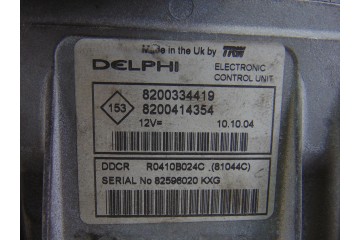 Made in the Uk by TRW
DELPHI
ELECTRONIC
CONTROL UNIT
153
8200334419
8200414354
12V= 10.10.04
DDCR R0410B024C .(81044C)
SERIAL No 82596020 KXG